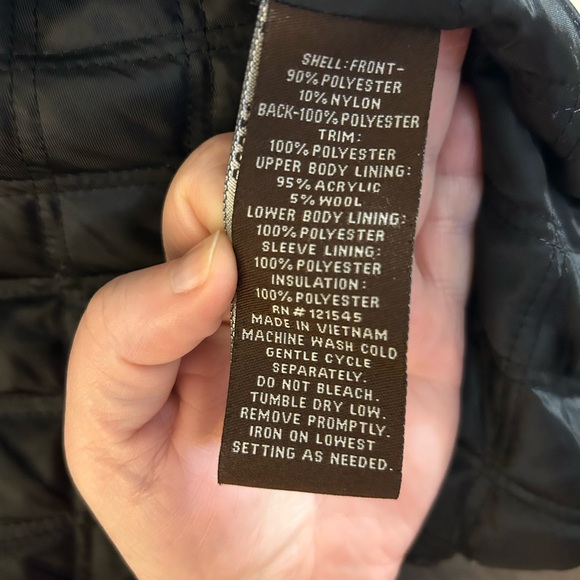 SHELL:FRONT-
90% POLYESTER
10% NYLON
BACK-100% POLYESTER
TRIM:
100% POLYESTER
UPPER BODY LINING:
95% ACRYLIC
5% WOOL
LOWER BODY LINING:
100% POLYESTER
SLEEVE LINING:
100% POLYESTER
INSULATION:
100% POLYESTER
RN# 121545
MADE IN VIETNAM
MACHINE WASH COLD
GENTLE CYCLE
SEPARATELY.
DO NOT BLEACH.
TUMBLE DRY LOW.
REMOVE PROMPTLY.
IRON ON LOWEST
SETTING AS NEEDED.